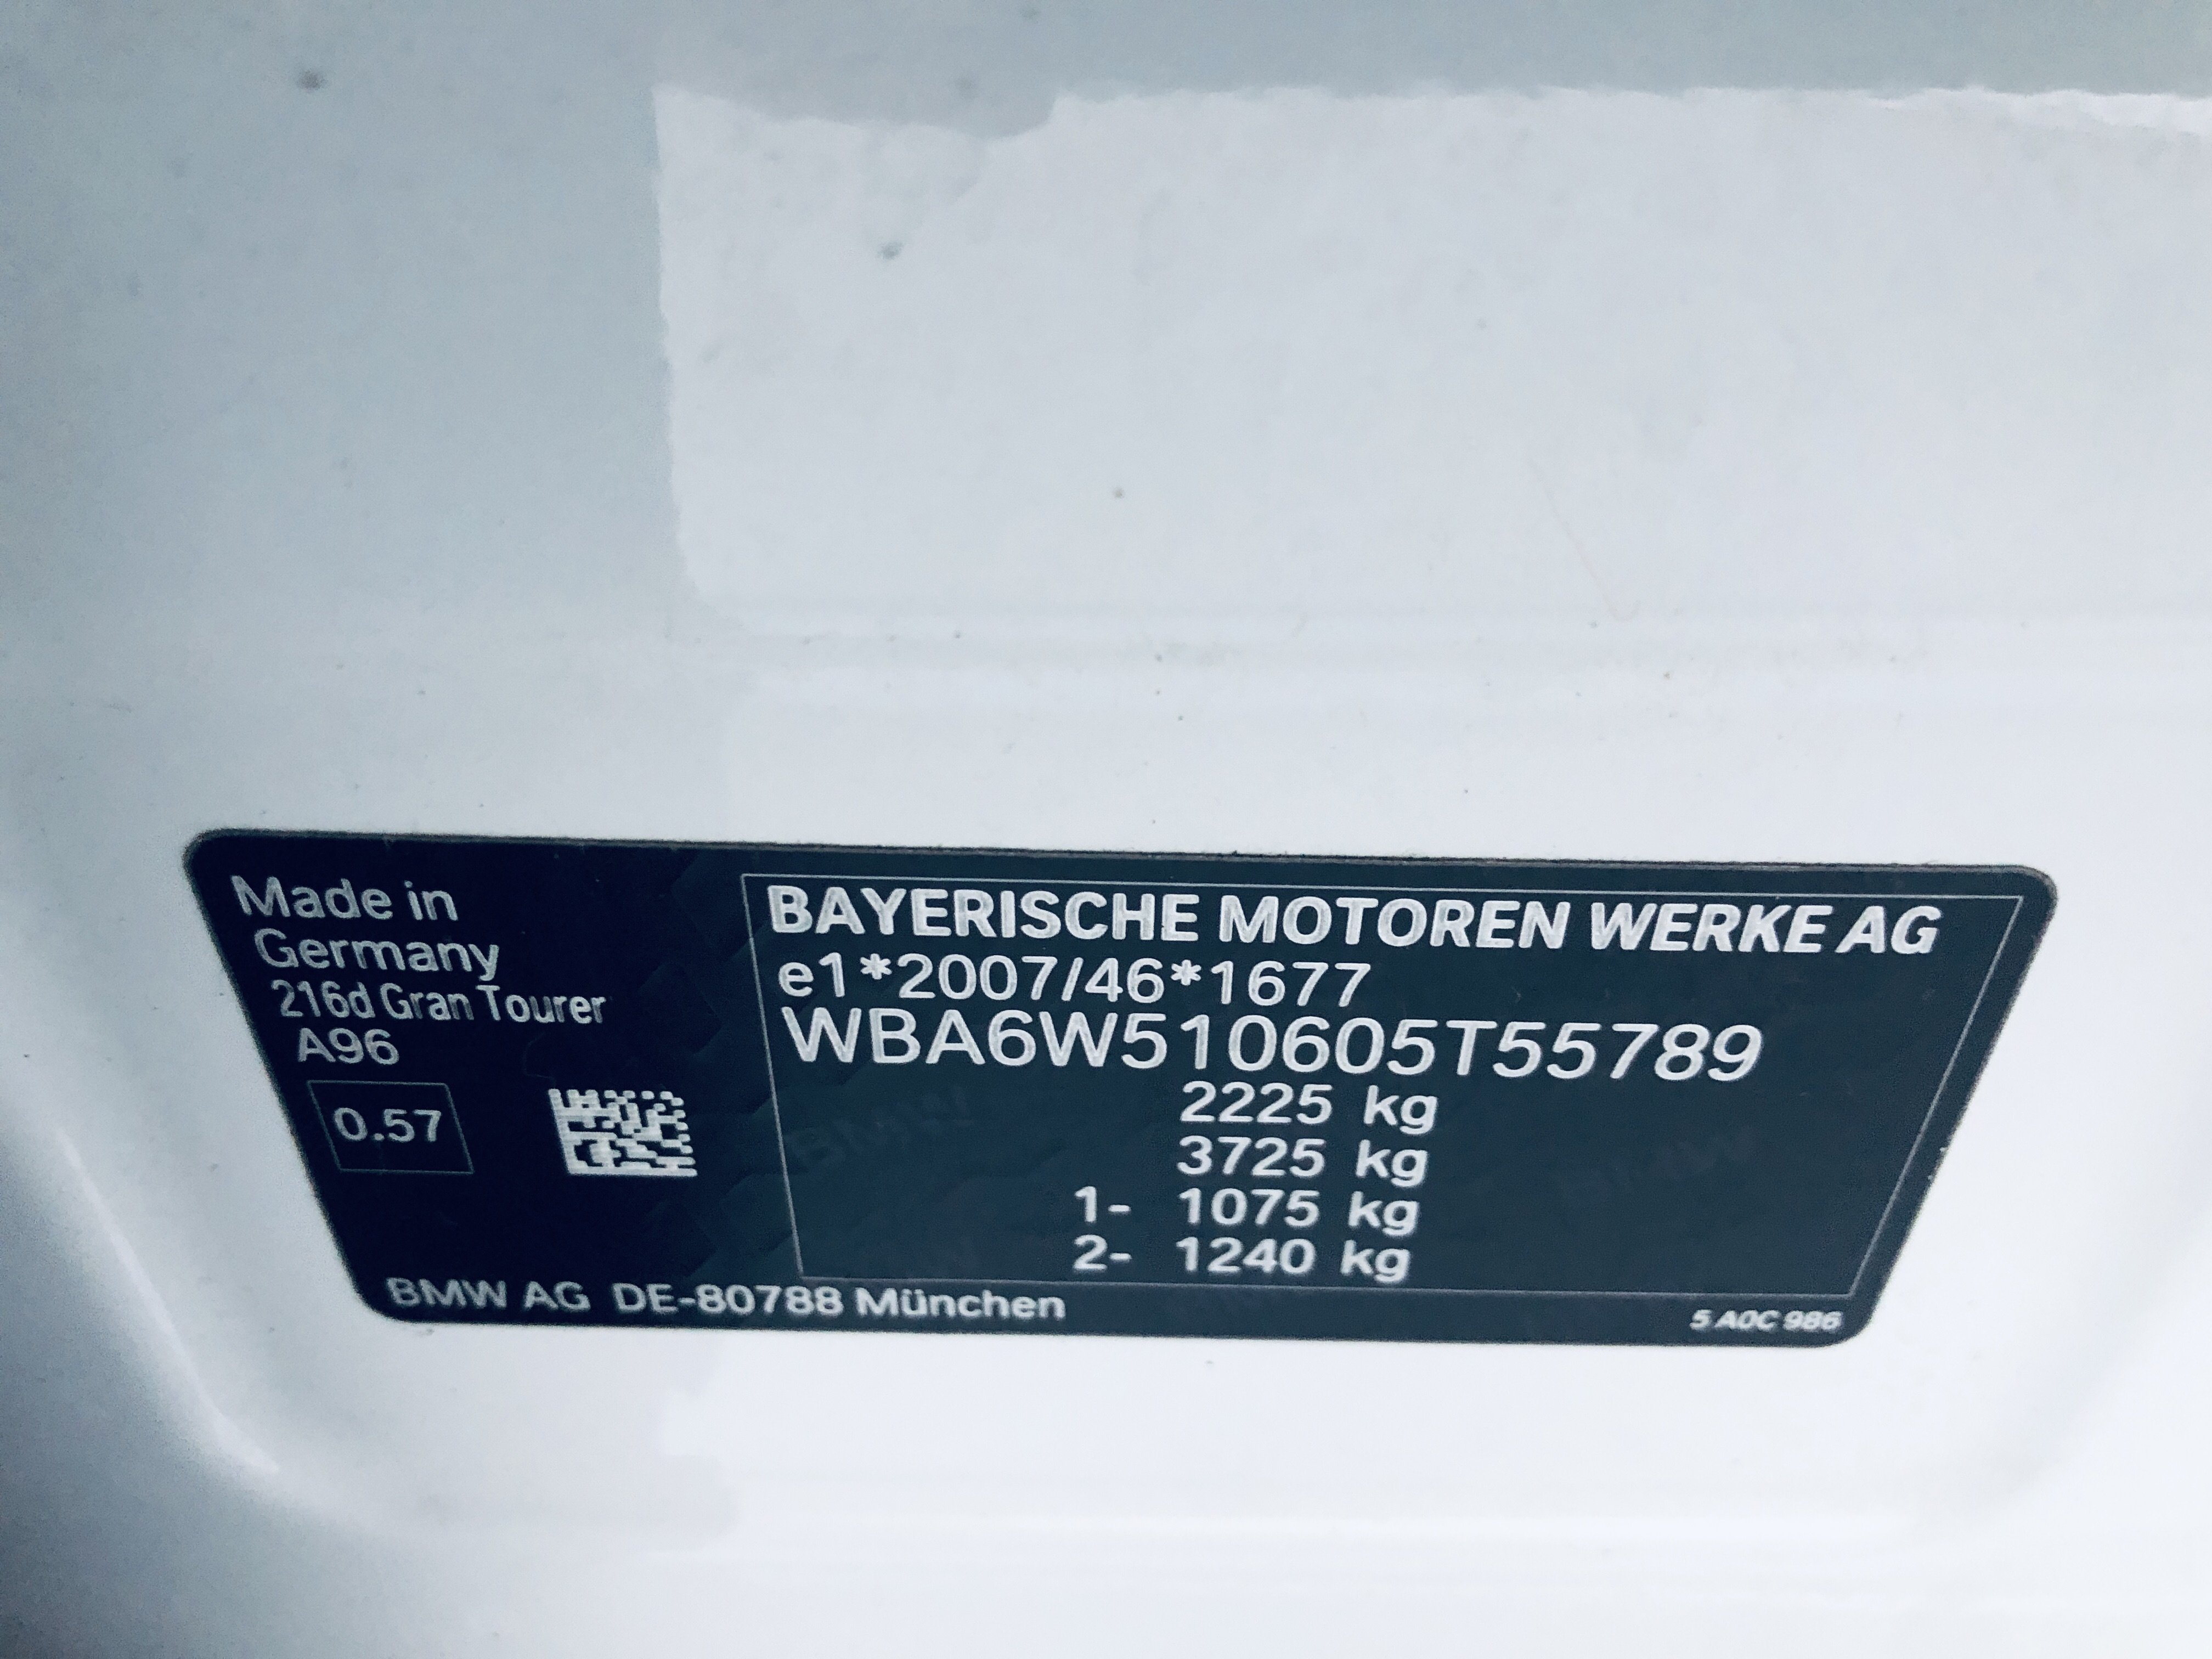 Made in
Germany
216d Gran Tourer
A96
0.57
BAYERISCHE MOTOREN WERKE AG
e1*2007/46*1677
WBA6W510605T55789
2225 kg
3725 kg
1- 1075 kg
2- 1240 kg
BMW AG DE-80788 München
5 A0C 986